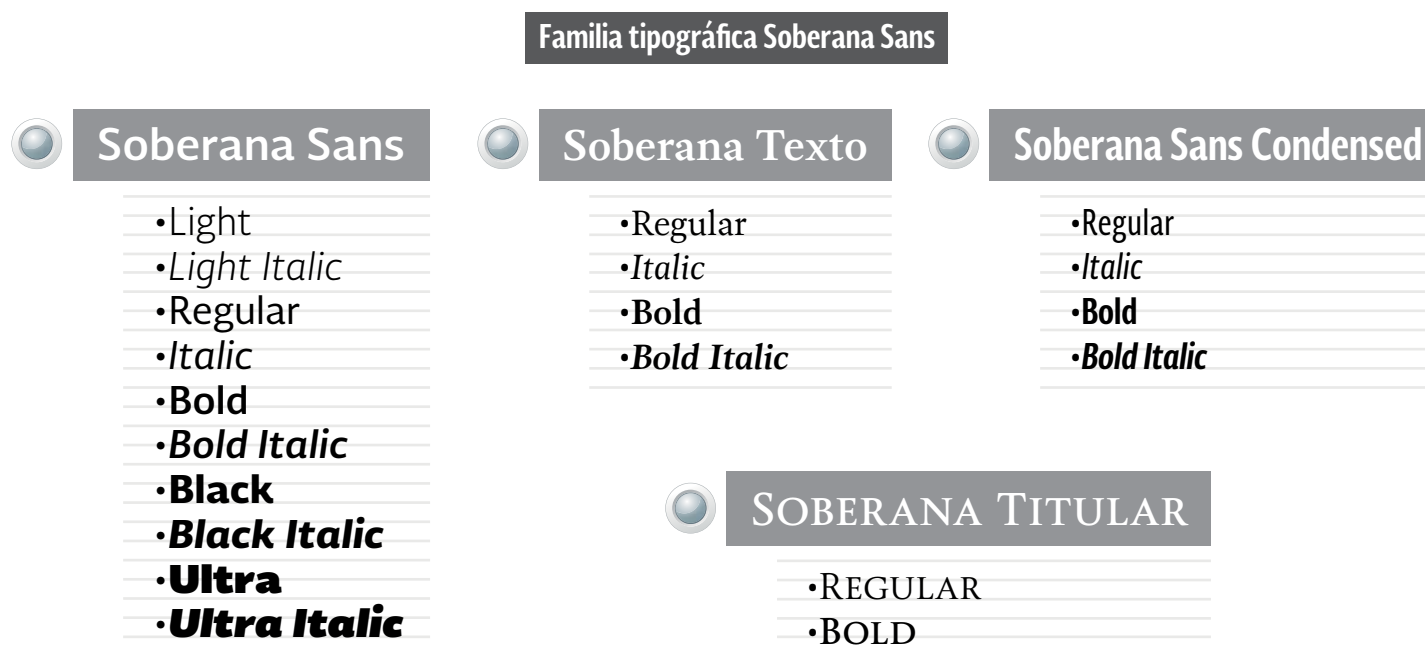 Familia tipográfica Soberana Sans
Soberana Sans
•Light
•Light Italic
•Regular
•Italic
•Bold
•Bold Italic
•Black
•Black Italic
•Ultra
•Ultra Italic
Soberana Texto
•Regular
•Italic
•Bold
•Bold Italic
Soberana Sans Condensed
•Regular
•Italic
•Bold
•Bold Italic
SOBERANA TITULAR
•REGULAR
•BOLD